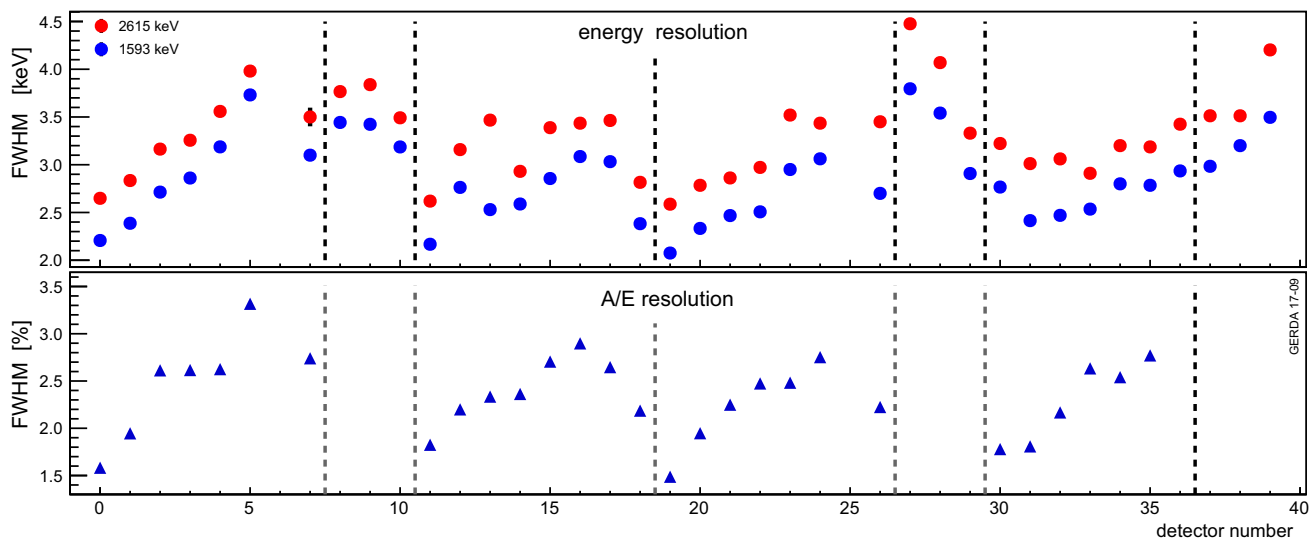 energy resolution
2615 keV
1593 keV
FWHM [keV]
4.5
4.0
3.5
3.0
2.5
2.0
A/E resolution
FWHM [%]
3.5
3.0
2.5
2.0
1.5
GERDA 17-09
0 5 10 15 20 25 30 35 40
detector number